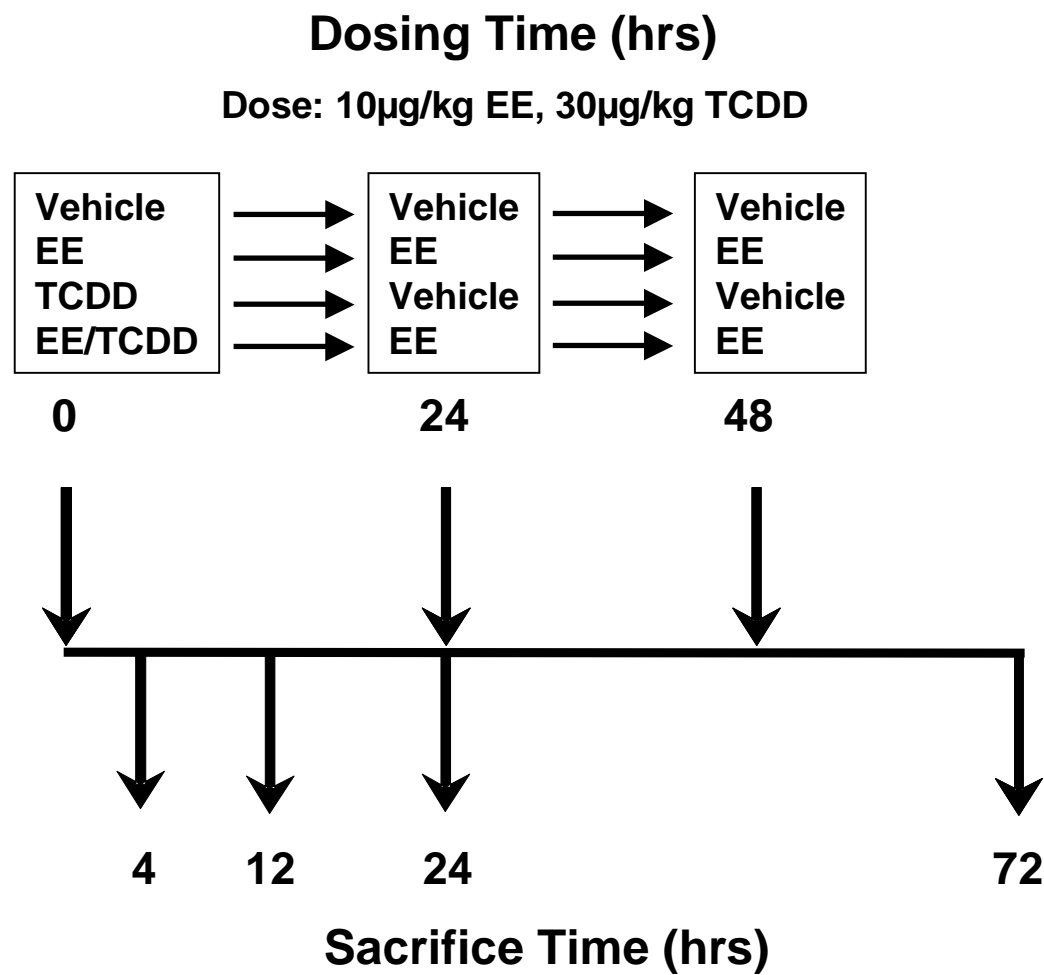 Dosing Time (hrs)
Dose: 10µg/kg EE, 30µg/kg TCDD
Vehicle
EE
TCDD
EE/TCDD
Vehicle
EE
Vehicle
EE
Vehicle
EE
Vehicle
EE
0
24
48
4
12
24
72
Sacrifice Time (hrs)